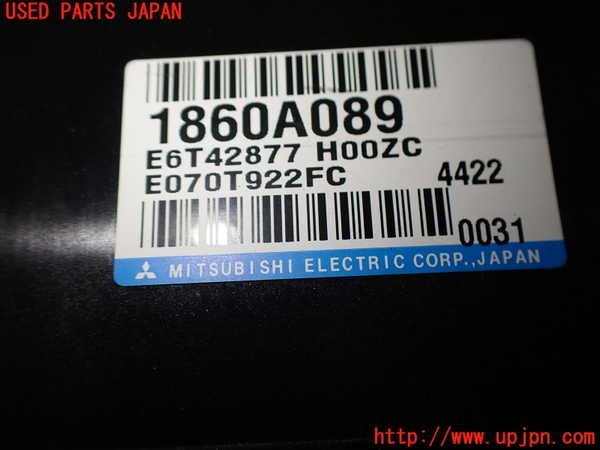 USED PARTS JAPAN
1860A089
E6T42877 H00ZC
E070T922FC 4422
0031
MITSUBISHI ELECTRIC CORP.,JAPAN
http://www.upjpn.com/